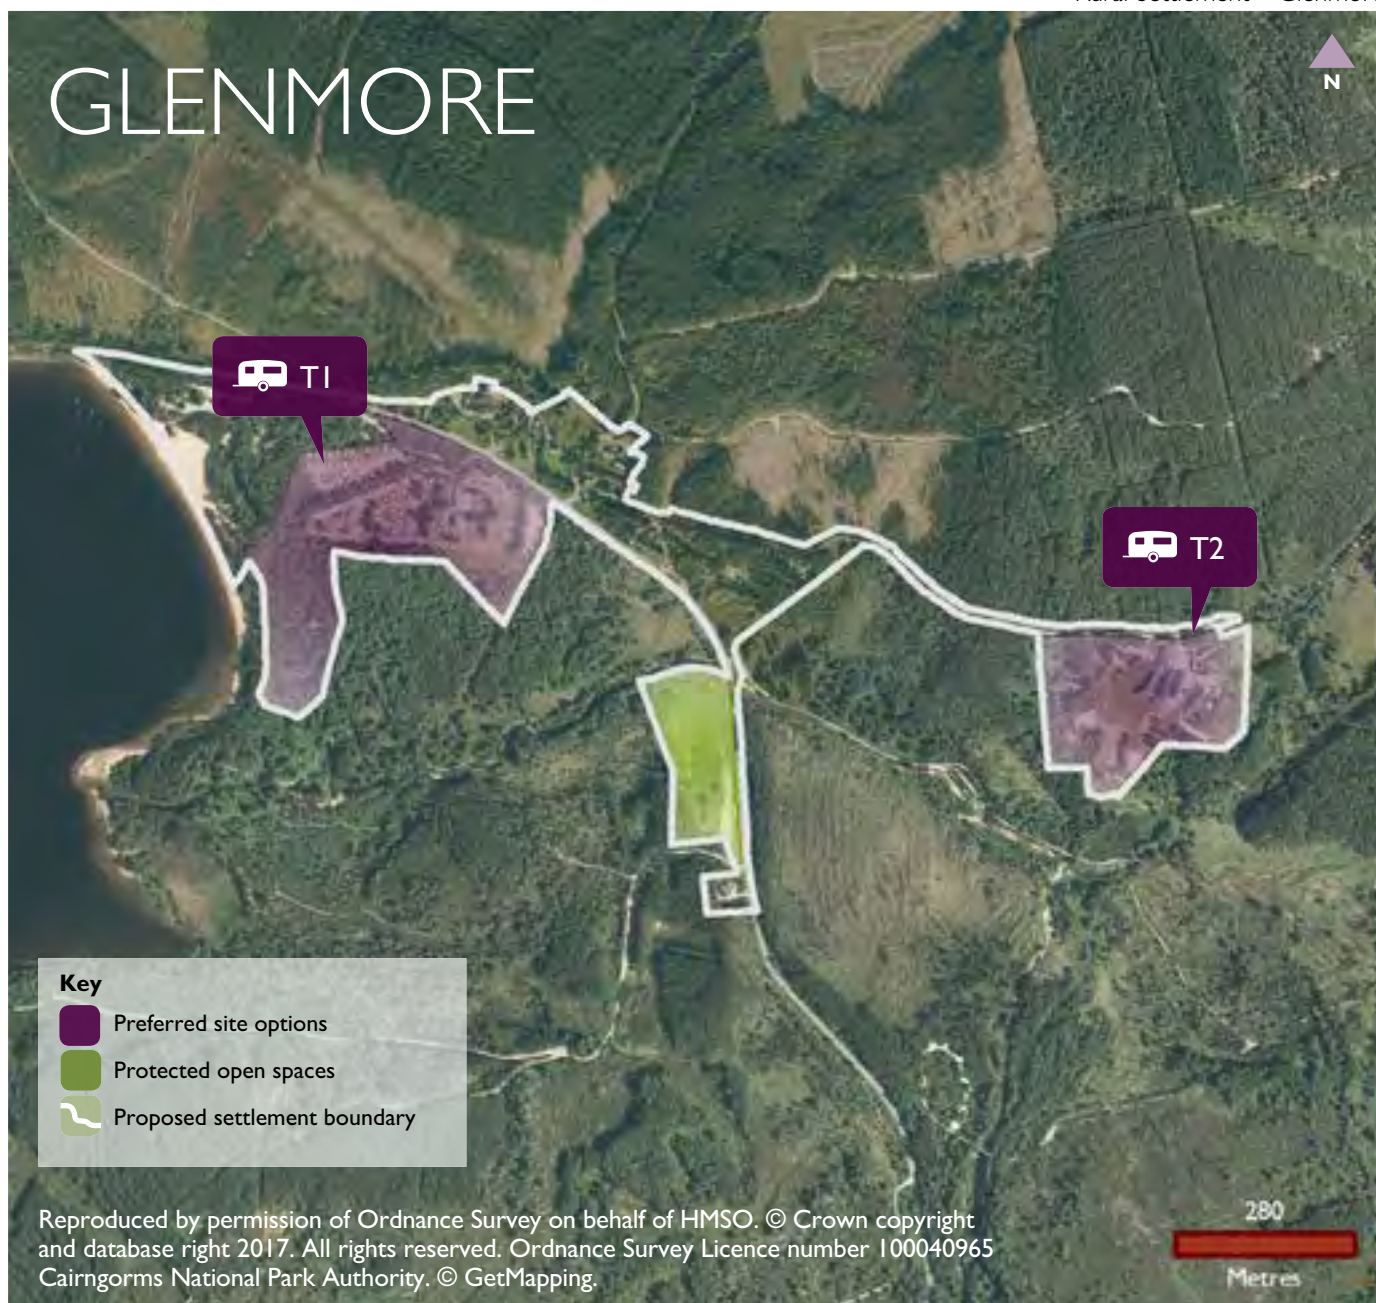 GLENMORE
N
T1
T2
Key
Preferred site options
Protected open spaces
Proposed settlement boundary
Reproduced by permission of Ordnance Survey on behalf of HMSO. © Crown copyright
and database right 2017. All rights reserved. Ordnance Survey Licence number 100040965
Cairngorms National Park Authority. © GetMapping.
280
Metres